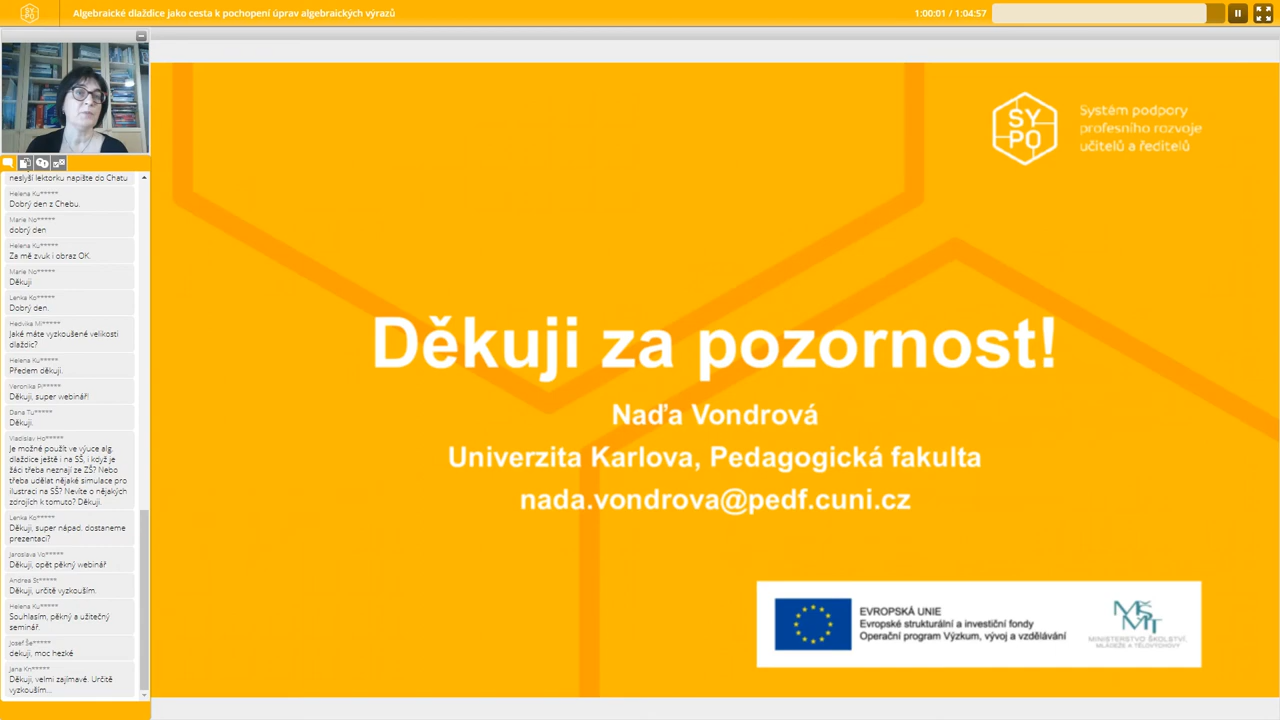 SY
PO
Algebraické dlaždice jako cesta k pochopení úprav algebraických výrazů
1:00:01 / 1:04:57
neslyší lektorku napište do Chatu
Helena Ku*****
Dobrý den z Chebu.
Marie No*****
dobrý den
Helena Ku*****
Za mě zvuk i obraz OK.
Marie No*****
Děkuji
Lenka Ko*****
Dobrý den.
Hedvika Mi*****
Jaké máte vyzkoušené velikosti
dlaždic?
Helena Ku*****
Předem děkuji.
Veronika Pi*****
Děkuji, super webinář!
Dana Tu*****
Děkuji.
Vladislav Ho*****
Je možné použít ve výuce alg.
dlaždice ještě i na SŠ, i když je
žáci třeba neznají ze ZŠ? Nebo
třeba udělat nějaké simulace pro
ilustraci na SŠ? Nevíte o nějakých
zdrojích k tomuto? Děkuji.
Lenka Ko*****
Děkuji, super nápad. dostaneme
prezentaci?
Jaroslava Vo*****
Děkuji, opět pěkný webinář
Andrea St*****
Děkuji, určitě vyzkouším.
Helena Ku*****
Souhlasím, pěkný a užitečný
seminář.
Josef Še*****
dekuji, moc hezké
Jana Kn*****
Děkuji, velmi zajímavé. Určitě
vyzkouším...
SY
PO
Systém podpory
profesního rozvoje
učitelů a ředitelů
Děkuji za pozornost!
Naďa Vondrová
Univerzita Karlova, Pedagogická fakulta
nada.vondrova@pedf.cuni.cz
EVROPSKÁ UNIE
Evropské strukturální a investiční fondy
Operační program Výzkum, vývoj a vzdělávání
MŠMT
MINISTERSTVO ŠKOLSTVÍ,
MLÁDEŽE A TĚLOVÝCHOVY